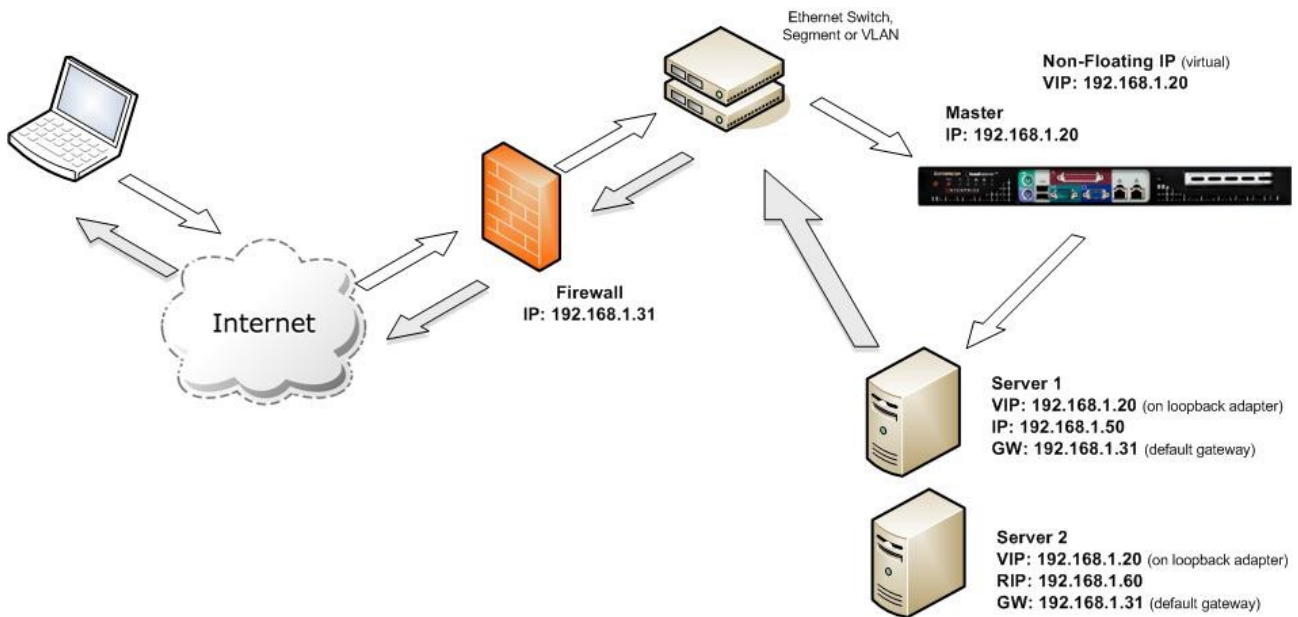 Ethernet Switch,
Segment or VLAN
Non-Floating IP (virtual)
VIP: 192.168.1.20
Master
IP: 192.168.1.20
Internet
Firewall
IP: 192.168.1.31
Server 1
VIP: 192.168.1.20 (on loopback adapter)
IP: 192.168.1.50
GW: 192.168.1.31 (default gateway)
Server 2
VIP: 192.168.1.20 (on loopback adapter)
RIP: 192.168.1.60
GW: 192.168.1.31 (default gateway)